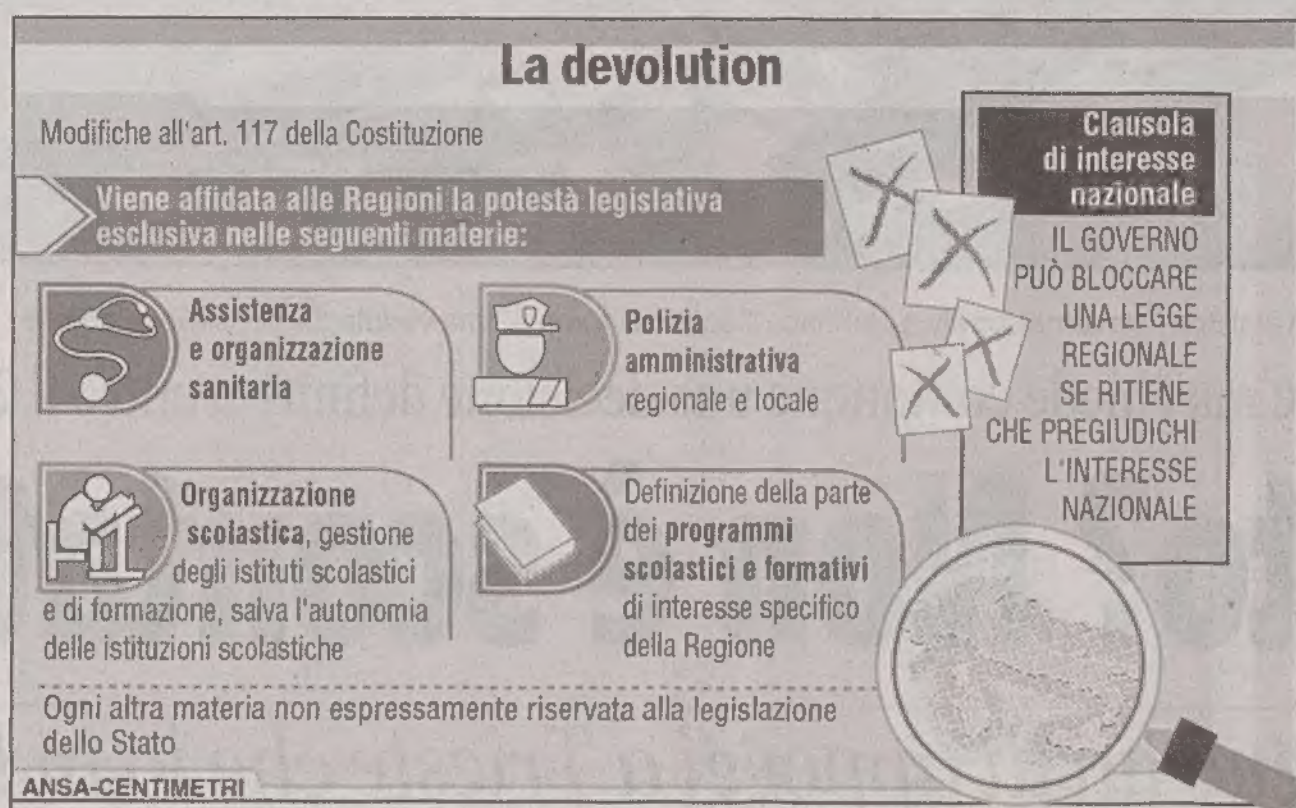 La devolution
Modifiche all'art. 117 della Costituzione
Viene affidata alle Regioni la potestà legislativa
esclusiva nelle seguenti materie:
Assistenza
e organizzazione
sanitaria
Polizia
amministrativa
regionale e locale
Organizzazione
scolastica, gestione
degli istituti scolastici
e di formazione, salva l'autonomia
delle istituzioni scolastiche
Definizione della parte
dei programmi
scolastici e formativi
di interesse specifico
della Regione
Ogni altra materia non espressamente riservata alla legislazione
dello Stato
Clausola
di interesse
nazionale
IL GOVERNO
PUÒ BLOCCARE
UNA LEGGE
REGIONALE
SE RITIENE
CHE PREGIUDICHI
L'INTERESSE
NAZIONALE
ANSA-CENTIMETRI